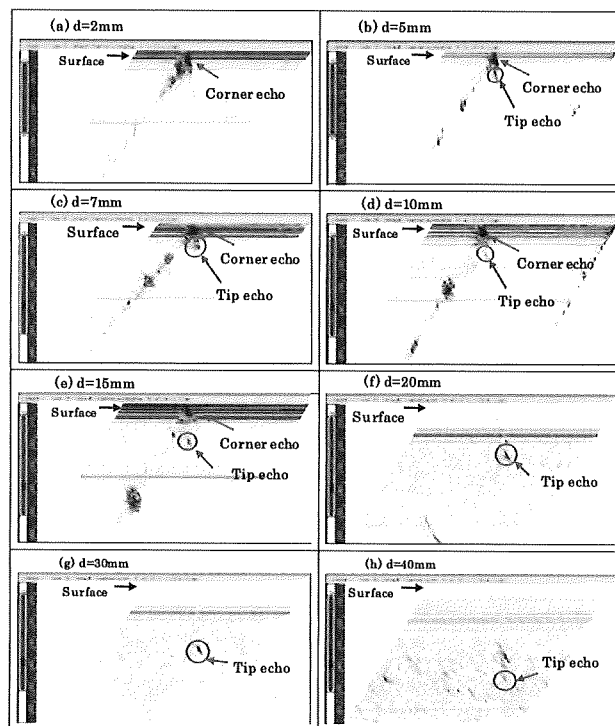 (a) d=2mm
Surface
Corner echo
(b) d=5mm
Surface
Corner echo
Tip echo
(c) d=7mm
Surface
Corner echo
Tip echo
(d) d=10mm
Surface
Corner echo
Tip echo
(e) d=15mm
Surface
Corner echo
Tip echo
(f) d=20mm
Surface
Tip echo
(g) d=30mm
Surface
Tip echo
(h) d=40mm
Surface
Tip echo